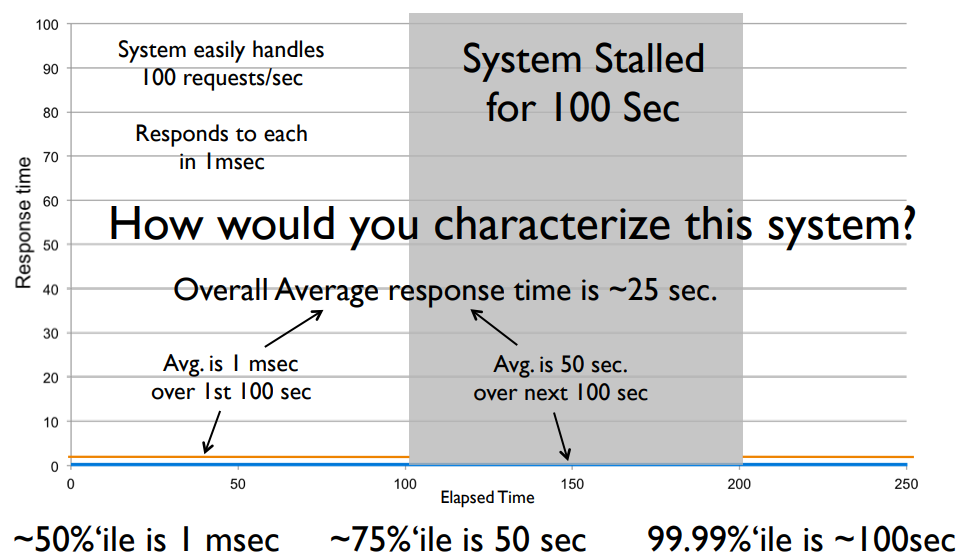 100
90
80
70
60
50
40
30
20
10
0
Response time
System easily handles
100 requests/sec
Responds to each
in 1msec
System Stalled
for 100 Sec
How would you characterize this system?
Overall Average response time is ~25 sec.
Avg. is 1 msec
over 1st 100 sec
Avg. is 50 sec.
over next 100 sec
0 50 100 150 200 250
Elapsed Time
~50%‘ile is 1 msec ~75%‘ile is 50 sec 99.99%‘ile is ~100sec